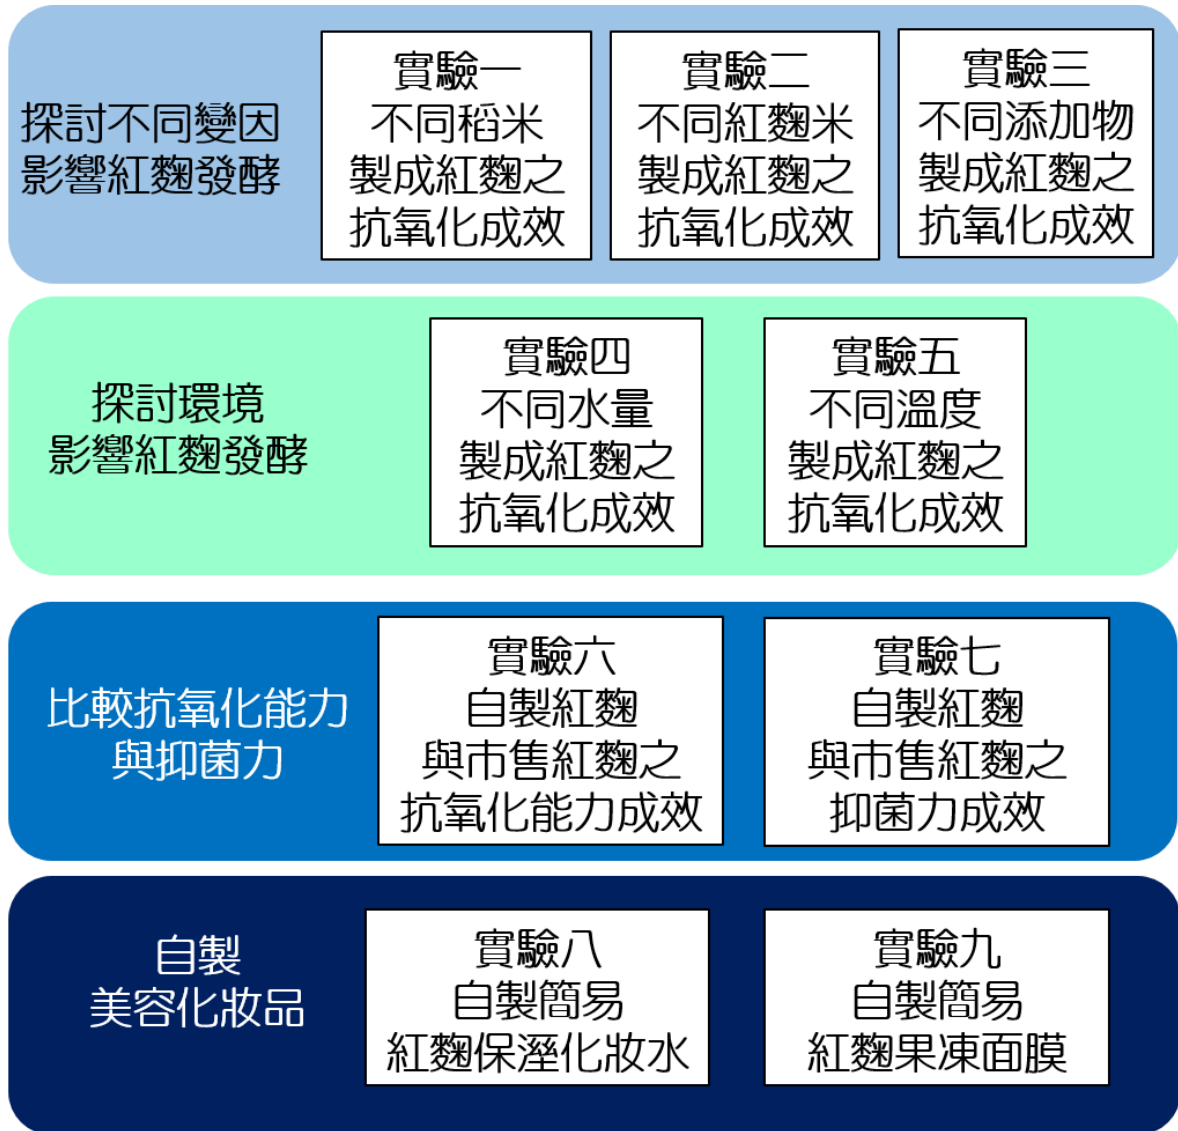 探討不同變因
影響紅麴發酵
實驗一
不同稻米
製成紅麴之
抗氧化成效
實驗二
不同紅麴米
製成紅麴之
抗氧化成效
實驗三
不同添加物
製成紅麴之
抗氧化成效
探討環境
影響紅麴發酵
實驗四
不同水量
製成紅麴之
抗氧化成效
實驗五
不同溫度
製成紅麴之
抗氧化成效
比較抗氧化能力
與抑菌力
實驗六
自製紅麴
與市售紅麴之
抗氧化能力成效
實驗七
自製紅麴
與市售紅麴之
抑菌力成效
自製
美容化妝品
實驗八
自製簡易
紅麴保溼化妝水
實驗九
自製簡易
紅麴果凍面膜